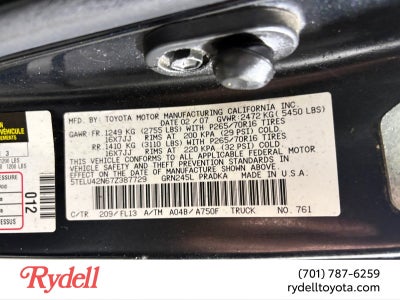 MFD. BY: TOYOTA MOTOR MANUFACTURING CALIFORNIA INC.
DATE 02 / 07 GVWR: 2472 KG (5450 LBS)
GAWR: FR. 1249 KG (2755 LBS) WITH P265/70R16 TIRES
16X7JJ RIMS AT 200 KPA (29 PSI) COLD.
RR. 1410 KG (3110 LBS) WITH P265/70R16 TIRES
16X7JJ RIMS AT 220 KPA (32 PSI) COLD.
THIS VEHICLE CONFORMS TO ALL APPLICABLE FEDERAL MOTOR
VEHICLE SAFETY AND THEFT PREVENTION STANDARDS IN
EFFECT ON THE DATE OF MANUFACTURE SHOWN ABOVE.
5TELU42N67Z387729 GRN245L PRADKA MADE IN U.S.A.
C/TR 209/FL13 A/TM A04B/A750F TRUCK NO. 761
VEHICLE
3
012
Rydell
(701) 787-6259
rydelltoyota.com